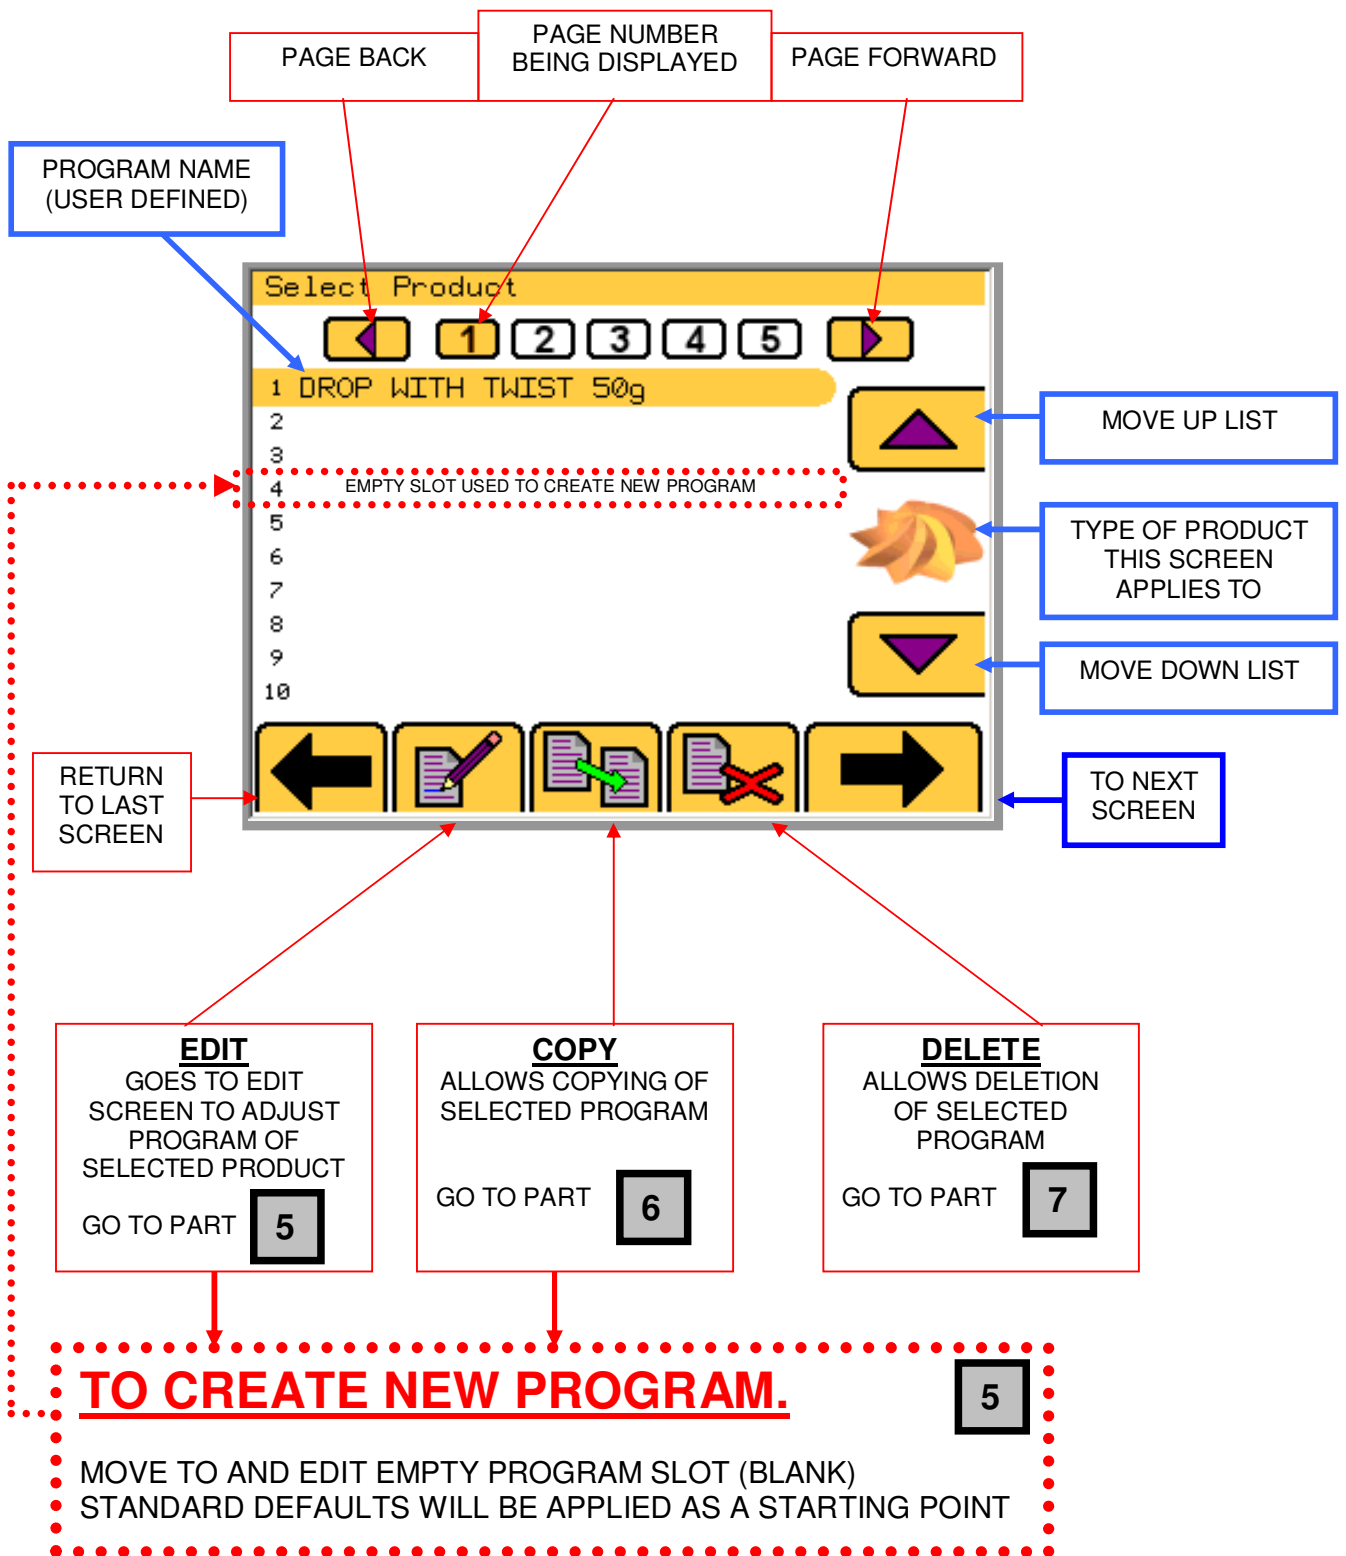 PAGE BACK
PAGE NUMBER
BEING DISPLAYED
PAGE FORWARD
PROGRAM NAME
(USER DEFINED)
Select Product
1 2 3 4 5
1 DROP WITH TWIST 50g
2
3
4 EMPTY SLOT USED TO CREATE NEW PROGRAM
5
6
7
8
9
10
MOVE UP LIST
TYPE OF PRODUCT
THIS SCREEN
APPLIES TO
MOVE DOWN LIST
RETURN
TO LAST
SCREEN
TO NEXT
SCREEN
EDIT
GOES TO EDIT
SCREEN TO ADJUST
PROGRAM OF
SELECTED PRODUCT
GO TO PART 5
COPY
ALLOWS COPYING OF
SELECTED PROGRAM
GO TO PART 6
DELETE
ALLOWS DELETION
OF SELECTED
PROGRAM
GO TO PART 7
TO CREATE NEW PROGRAM. 5
MOVE TO AND EDIT EMPTY PROGRAM SLOT (BLANK)
STANDARD DEFAULTS WILL BE APPLIED AS A STARTING POINT